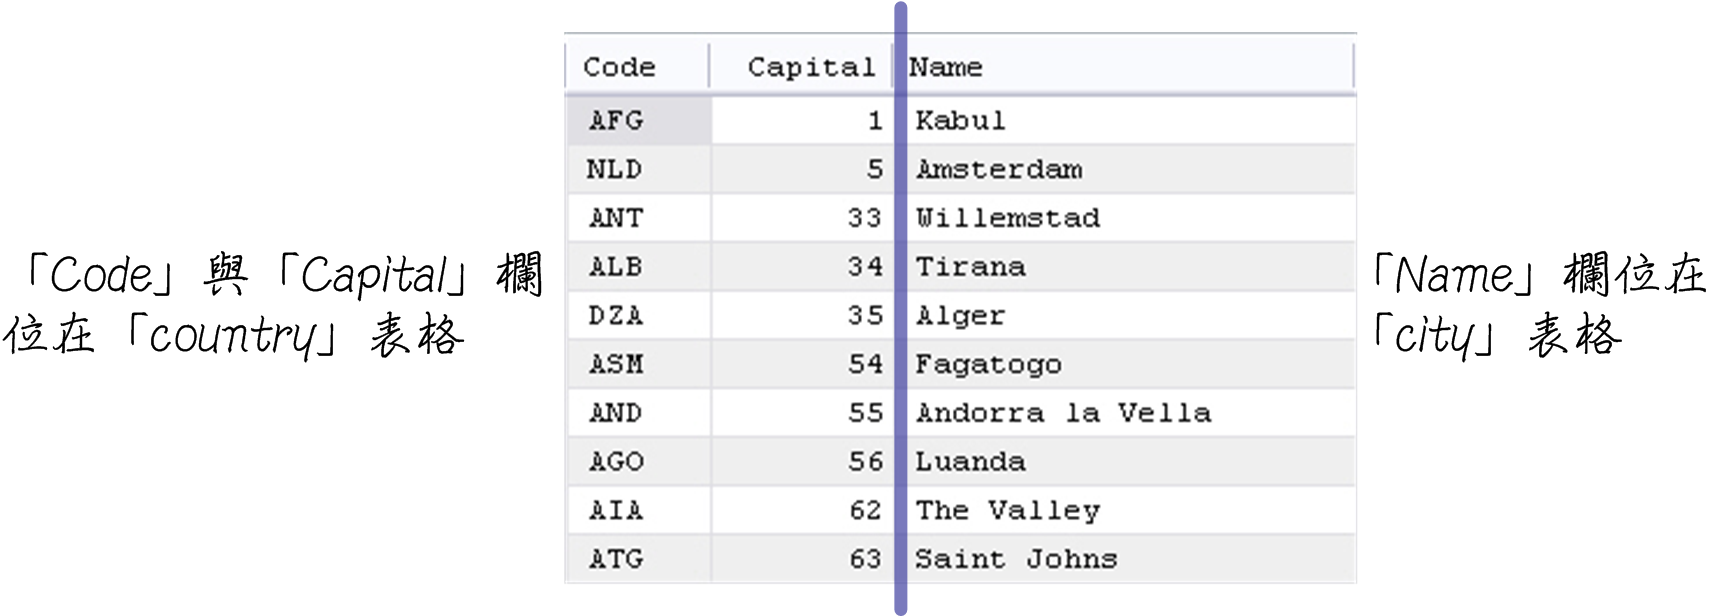 「Code」與「Capital」欄
位在「country」表格
Code Capital Name
AFG 1 Kabul
NLD 5 Amsterdam
ANT 33 Willemstad
ALB 34 Tirana
DZA 35 Alger
ASM 54 Fagatogo
AND 55 Andorra la Vella
AGO 56 Luanda
AIA 62 The Valley
ATG 63 Saint Johns
「Name」欄位在
「city」表格